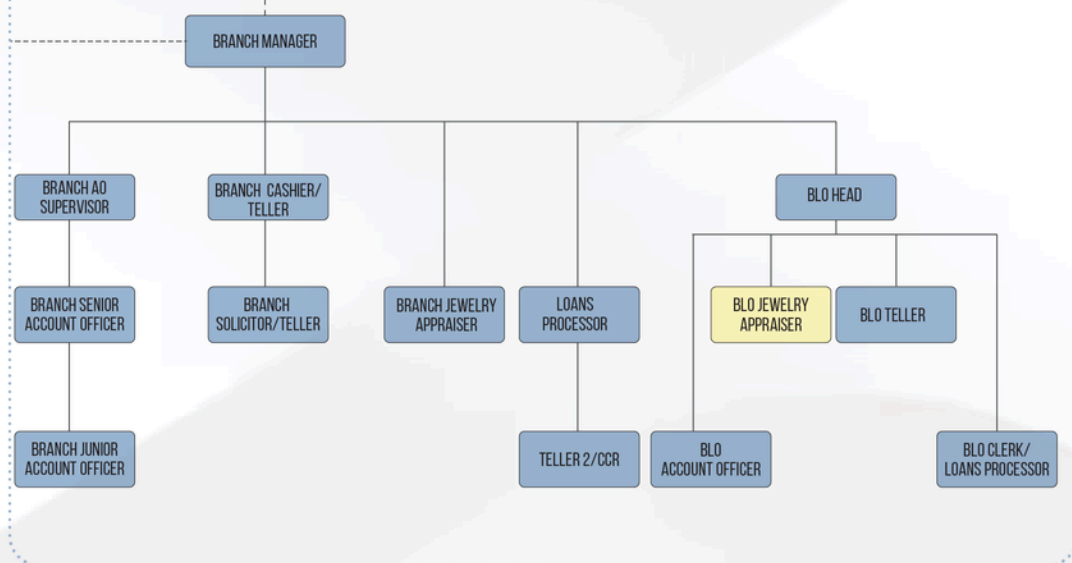 BRANCH MANAGER
BRANCH AO
SUPERVISOR
BRANCH CASHIER/
TELLER
BLO HEAD
BRANCH SENIOR
ACCOUNT OFFICER
BRANCH
SOLICITOR/TELLER
BRANCH JEWELRY
APPRAISER
LOANS
PROCESSOR
BLO JEWELRY
APPRAISER
BLO TELLER
BRANCH JUNIOR
ACCOUNT OFFICER
TELLER 2/CCR
BLO
ACCOUNT OFFICER
BLO CLERK/
LOANS PROCESSOR